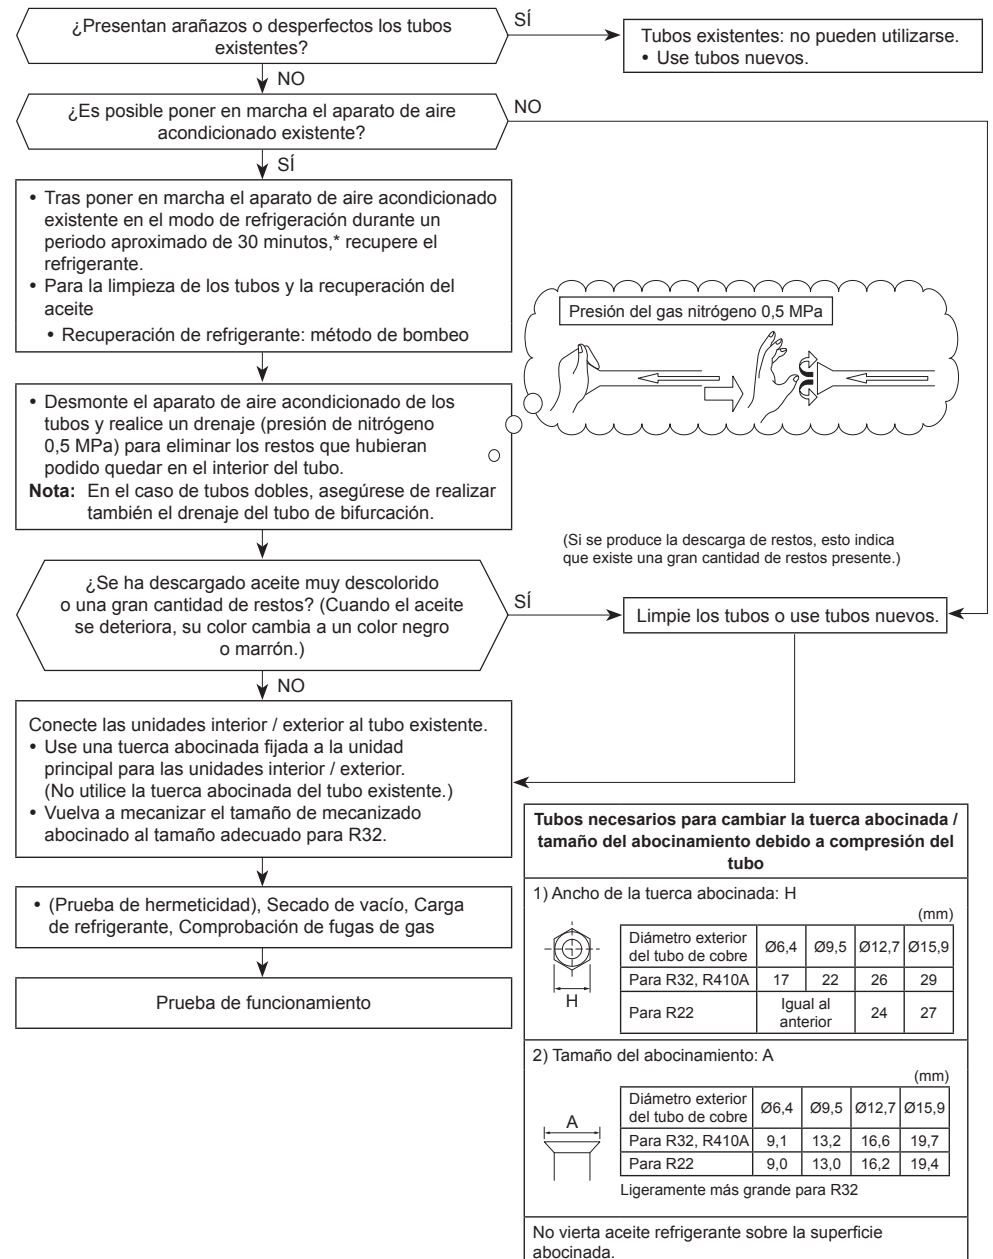 ¿Presentan arañazos o desperfectos los tubos
existentes?
SÍ
Tubos existentes: no pueden utilizarse.
• Use tubos nuevos.
NO
¿Es posible poner en marcha el aparato de aire
acondicionado existente?
NO
SÍ
• Tras poner en marcha el aparato de aire acondicionado
existente en el modo de refrigeración durante un
periodo aproximado de 30 minutos,* recupere el
refrigerante.
• Para la limpieza de los tubos y la recuperación del
aceite
• Recuperación de refrigerante: método de bombeo
Presión del gas nitrógeno 0,5 MPa
• Desmonte el aparato de aire acondicionado de los
tubos y realice un drenaje (presión de nitrógeno
0,5 MPa) para eliminar los restos que hubieran
podido quedar en el interior del tubo.
Nota: En el caso de tubos dobles, asegúrese de realizar
también el drenaje del tubo de bifurcación.
(Si se produce la descarga de restos, esto indica
que existe una gran cantidad de restos presente.)
¿Se ha descargado aceite muy descolorido
o una gran cantidad de restos? (Cuando el aceite
se deteriora, su color cambia a un color negro
o marrón.)
SÍ
Limpie los tubos o use tubos nuevos.
NO
Conecte las unidades interior / exterior al tubo existente.
• Use una tuerca abocinada fijada a la unidad
principal para las unidades interior / exterior.
(No utilice la tuerca abocinada del tubo existente.)
• Vuelva a mecanizar el tamaño de mecanizado
abocinado al tamaño adecuado para R32.
• (Prueba de hermeticidad), Secado de vacío, Carga
de refrigerante, Comprobación de fugas de gas
Prueba de funcionamiento
Tubos necesarios para cambiar la tuerca abocinada /
tamaño del abocinamiento debido a compresión del
tubo
1) Ancho de la tuerca abocinada: H
(mm)
H
Diámetro exterior
del tubo de cobre Ø6,4 Ø9,5 Ø12,7 Ø15,9
Para R32, R410A 17 22 26 29
Para R22 Igual al
anterior 24 27
2) Tamaño del abocinamiento: A
(mm)
A
Diámetro exterior
del tubo de cobre Ø6,4 Ø9,5 Ø12,7 Ø15,9
Para R32, R410A 9,1 13,2 16,6 19,7
Para R22 9,0 13,0 16,2 19,4
Ligeramente más grande para R32
No vierta aceite refrigerante sobre la superficie
abocinada.